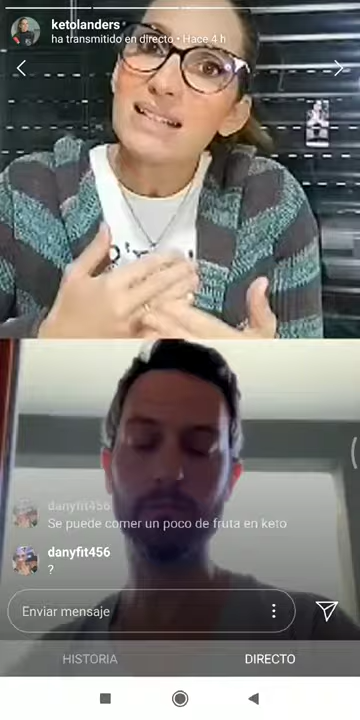 ketolanders
ha transmitido en directo • Hace 4 h
danyfit456
Se puede comer un poco de fruta en keto
danyfit456
?
Enviar mensaje
HISTORIA
DIRECTO